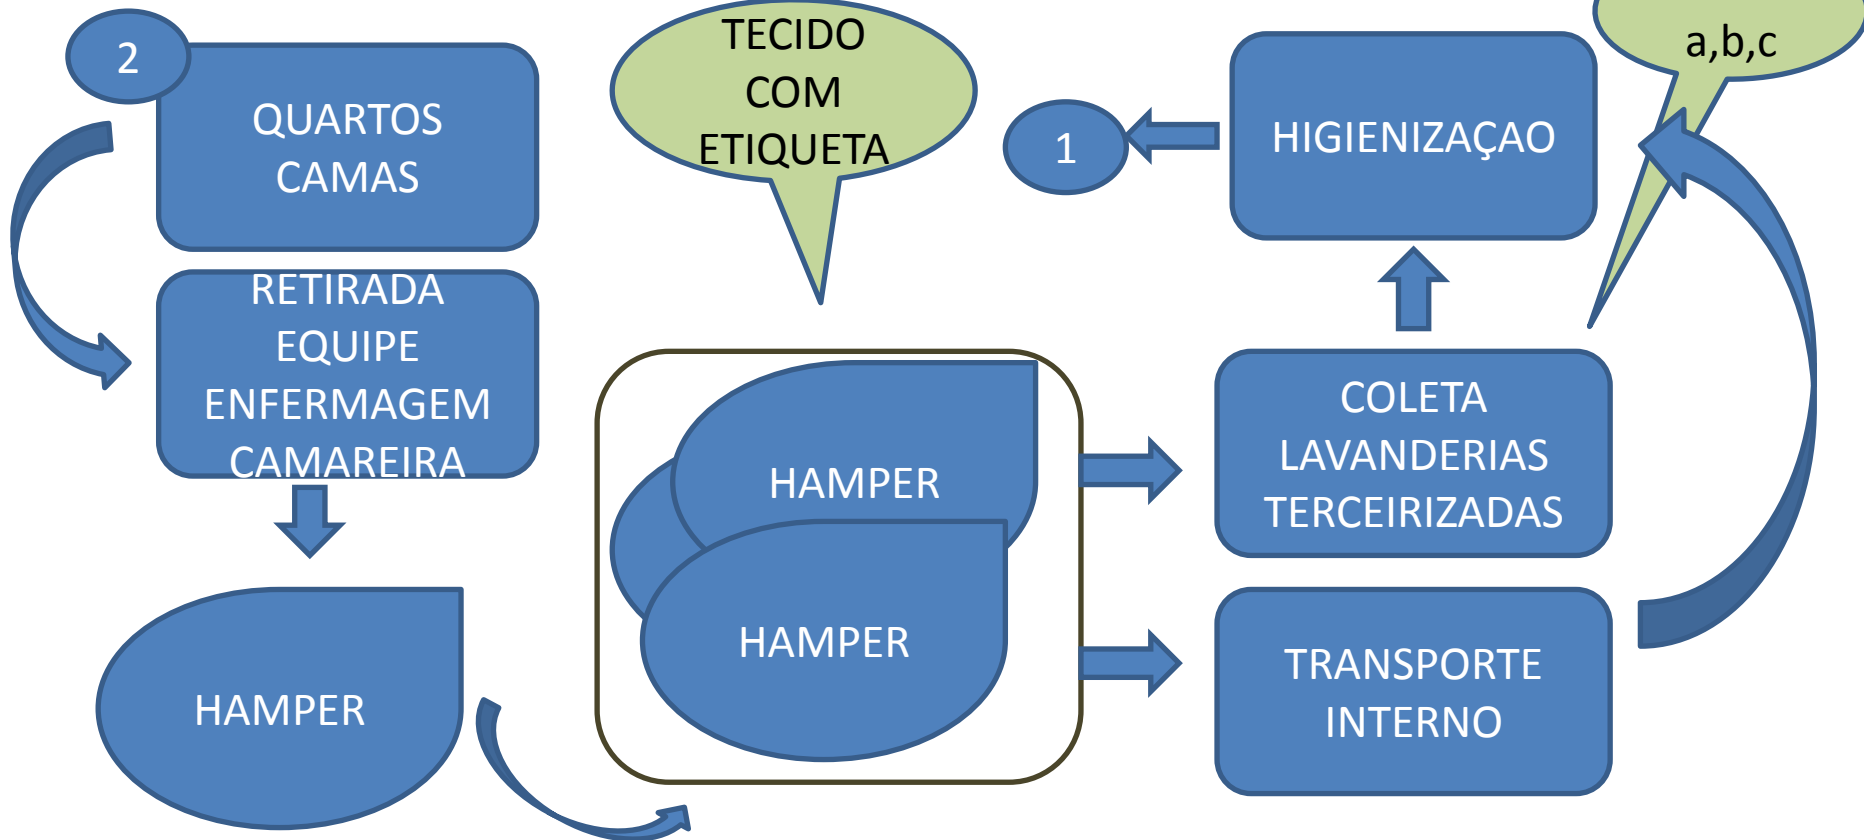 2
QUARTOS
CAMAS
RETIRADA
EQUIPE
ENFERMAGEM
CAMAREIRA
HAMPER
TECIDO
COM
ETIQUETA
HAMPER
HAMPER
1
HIGIENIZAÇAO
a,b,c
COLETA
LAVANDERIAS
TERCEIRIZADAS
TRANSPORTE
INTERNO